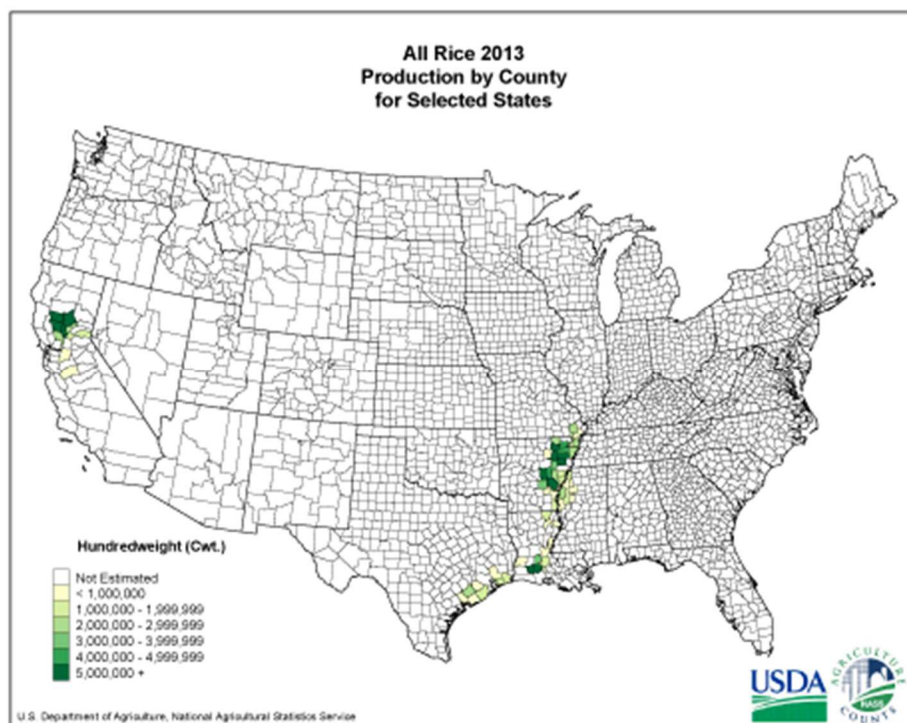 All Rice 2013
Production by County
for Selected States
Hundredweight (Cwt.)
Not Estimated
< 1,000,000
1,000,000 - 1,999,999
2,000,000 - 2,999,999
3,000,000 - 3,999,999
4,000,000 - 4,999,999
5,000,000 +
U.S. Department of Agriculture, National Agricultural Statistics Service
USDA
AGRICULTURE
NASS
COUNTS